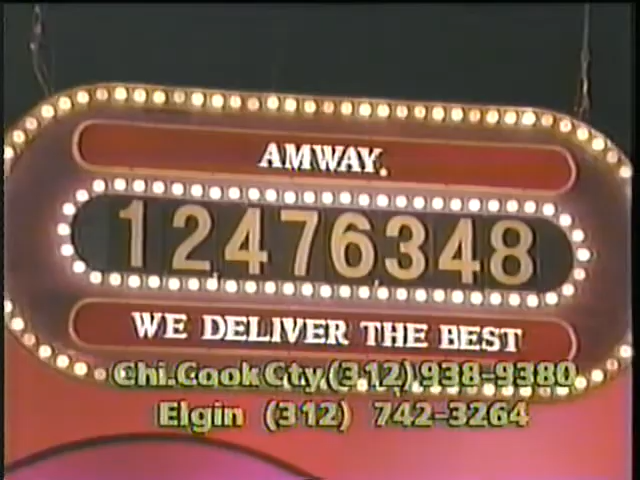 AMWAY.
12476348
WE DELIVER THE BEST
Chi.Cook Cty.(312).938-9380
Elgin (312) 742-3264